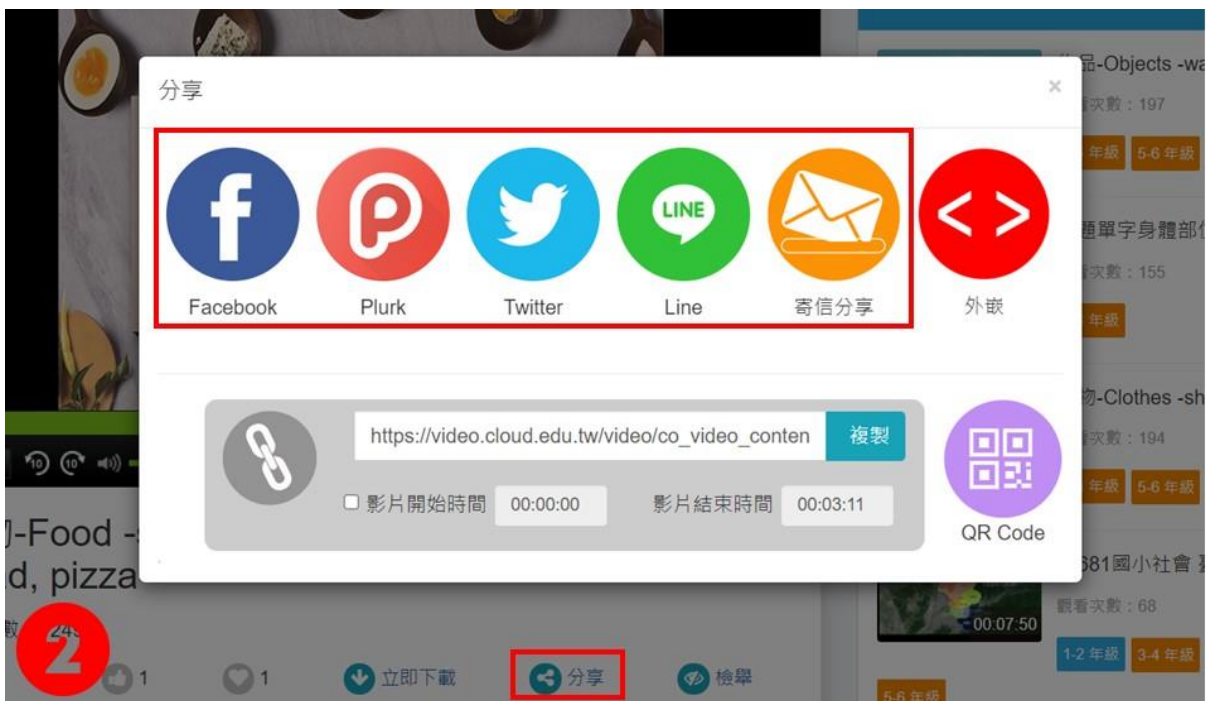 分享
×
f
LINE
Facebook
Plurk
Twitter
Line
寄信分享
外嵌
https://video.cloud.edu.tw/video/co_video_conten
複製
影片開始時間
00:00:00
影片結束時間
00:03:11
QR Code
-Food -
d, pizza
2
1
1
立即下載
分享
檢舉
品-Objects -wa
次數：197
年級
5-6 年級
題單字身體部位
次數：155
年級
物-Clothes -sh
次數：194
年級
5-6 年級
681國小社會
觀看次數：68
00:07:50
1-2 年級
3-4 年級
5-6 年級